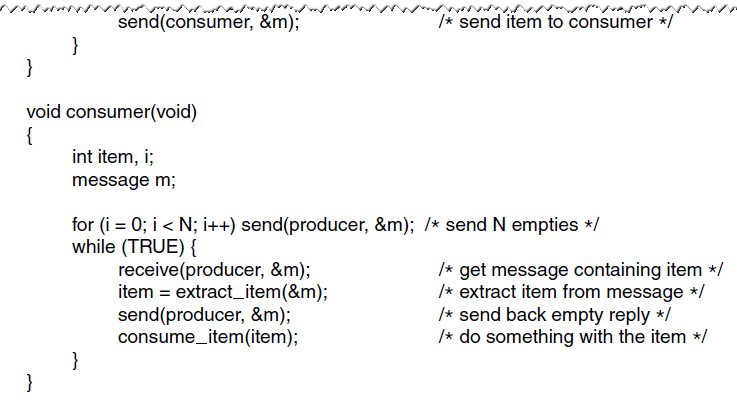 send(consumer, &m); /* send item to consumer */
}
}
void consumer(void)
{
int item, i;
message m;
for (i = 0; i < N; i++) send(producer, &m); /* send N empties */
while (TRUE) {
receive(producer, &m); /* get message containing item */
item = extract_item(&m); /* extract item from message */
send(producer, &m); /* send back empty reply */
consume_item(item); /* do something with the item */
}
}